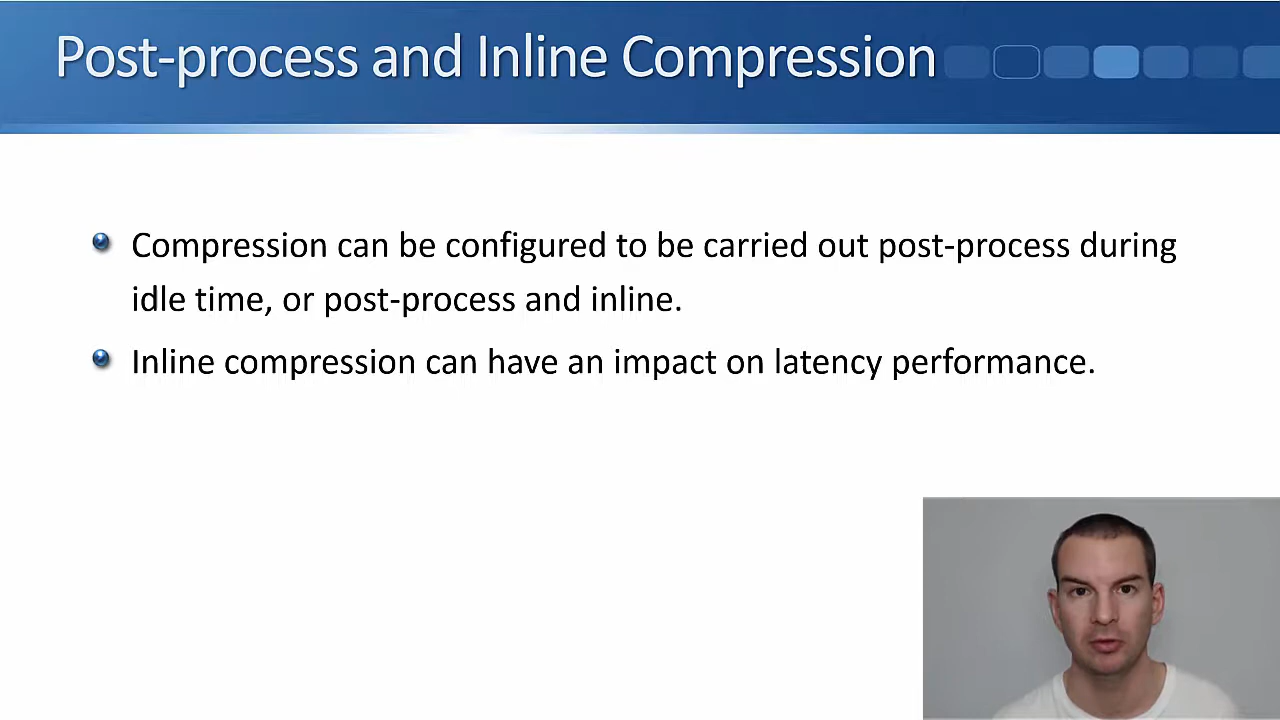 Post-process and Inline Compression
Compression can be configured to be carried out post-process during
idle time, or post-process and inline.
Inline compression can have an impact on latency performance.